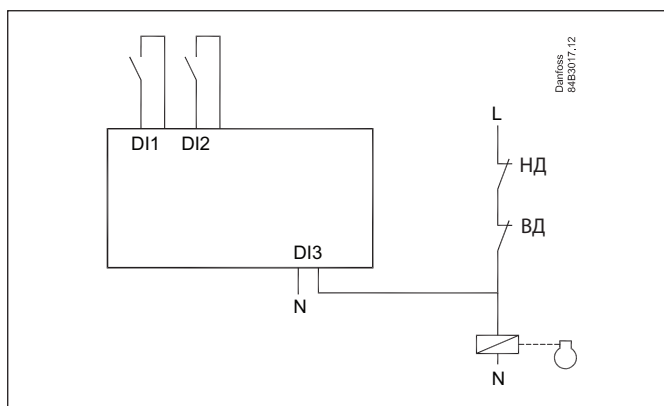 Danfoss
84B3017.12
DI1 DI2
L
НД
ВД
DI3
N
N